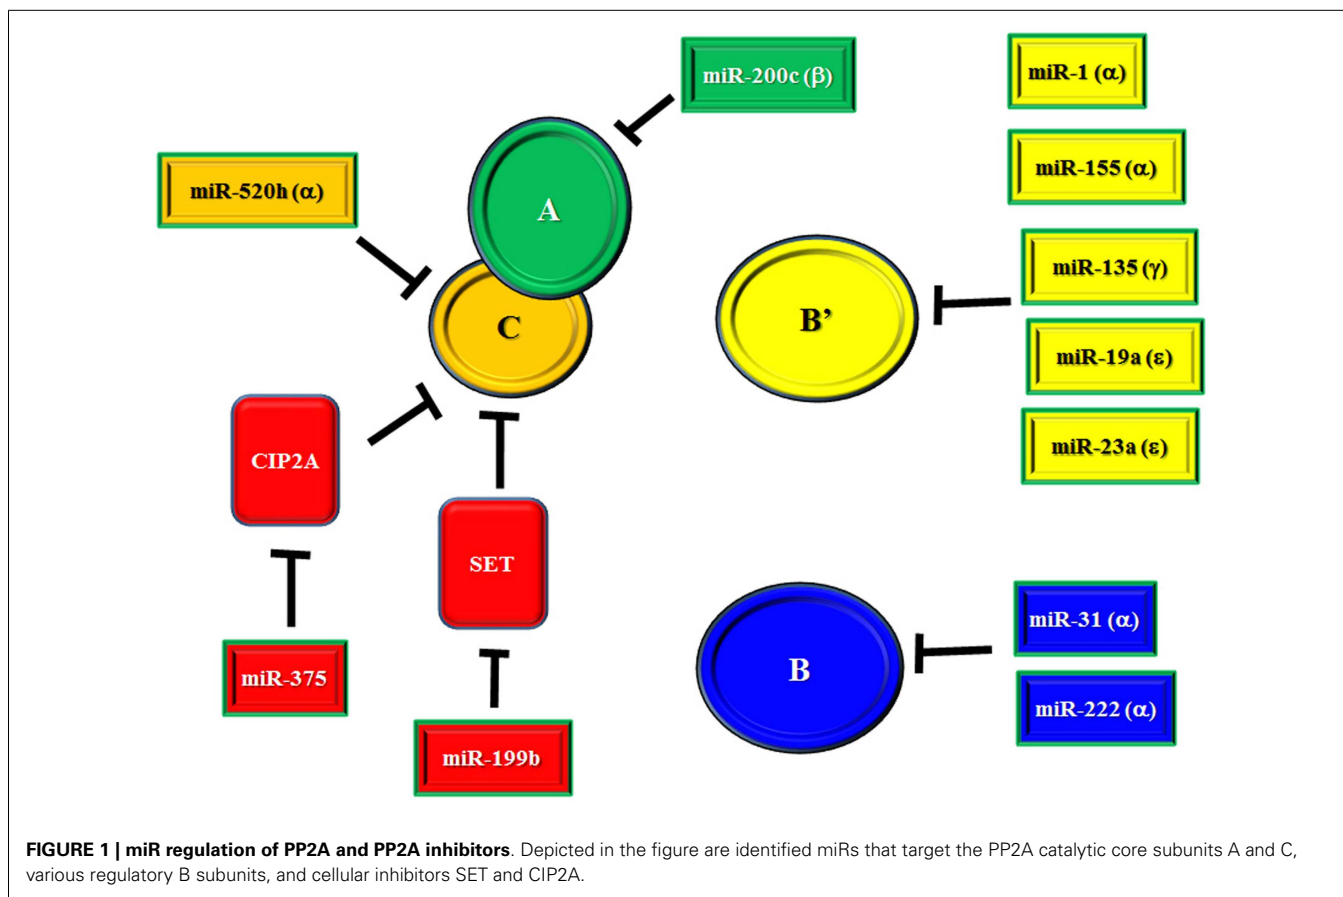 miR-200c (β)
miR-1 (α)
miR-155 (α)
miR-520h (α)
A
miR-135 (γ)
B’
C
miR-19a (ε)
miR-23a (ε)
CIP2A
SET
miR-31 (α)
B
miR-375
miR-222 (α)
miR-199b
FIGURE 1 | miR regulation of PP2A and PP2A inhibitors. Depicted in the figure are identified miRs that target the PP2A catalytic core subunits A and C,
various regulatory B subunits, and cellular inhibitors SET and CIP2A.